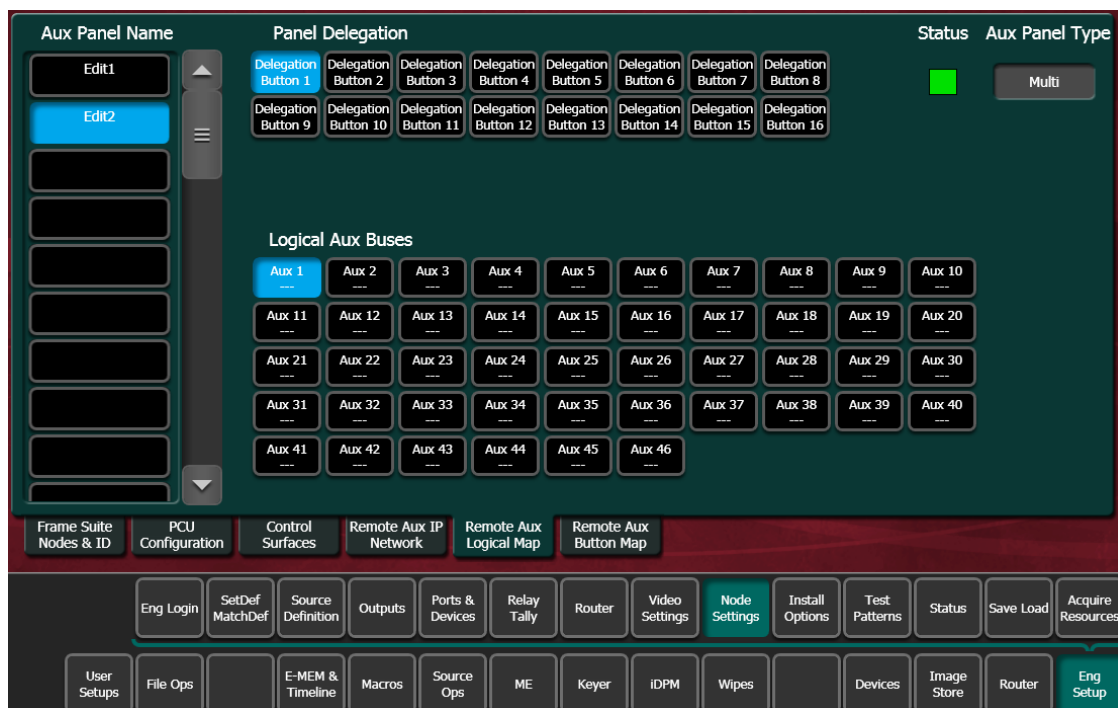 Aux Panel Name
Panel Delegation
Status
Aux Panel Type
Edit1
Edit2
Delegation
Button 1
Delegation
Button 2
Delegation
Button 3
Delegation
Button 4
Delegation
Button 5
Delegation
Button 6
Delegation
Button 7
Delegation
Button 8
Multi
Delegation
Button 9
Delegation
Button 10
Delegation
Button 11
Delegation
Button 12
Delegation
Button 13
Delegation
Button 14
Delegation
Button 15
Delegation
Button 16
Logical Aux Buses
Aux 1
---
Aux 2
---
Aux 3
---
Aux 4
---
Aux 5
---
Aux 6
---
Aux 7
---
Aux 8
---
Aux 9
---
Aux 10
---
Aux 11
---
Aux 12
---
Aux 13
---
Aux 14
---
Aux 15
---
Aux 16
---
Aux 17
---
Aux 18
---
Aux 19
---
Aux 20
---
Aux 21
---
Aux 22
---
Aux 23
---
Aux 24
---
Aux 25
---
Aux 26
---
Aux 27
---
Aux 28
---
Aux 29
---
Aux 30
---
Aux 31
---
Aux 32
---
Aux 33
---
Aux 34
---
Aux 35
---
Aux 36
---
Aux 37
---
Aux 38
---
Aux 39
---
Aux 40
---
Aux 41
---
Aux 42
---
Aux 43
---
Aux 44
---
Aux 45
---
Aux 46
---
Frame Suite
Nodes & ID
PCU
Configuration
Control
Surfaces
Remote Aux IP
Network
Remote Aux
Logical Map
Remote Aux
Button Map
Eng Login
SetDef
MatchDef
Source
Definition
Outputs
Ports &
Devices
Relay
Tally
Router
Video
Settings
Node
Settings
Install
Options
Test
Patterns
Status
Save Load
Acquire
Resources
User
Setups
File Ops
E-MEM &
Timeline
Macros
Source
Ops
ME
Keyer
iDPM
Wipes
Devices
Image
Store
Router
Eng
Setup